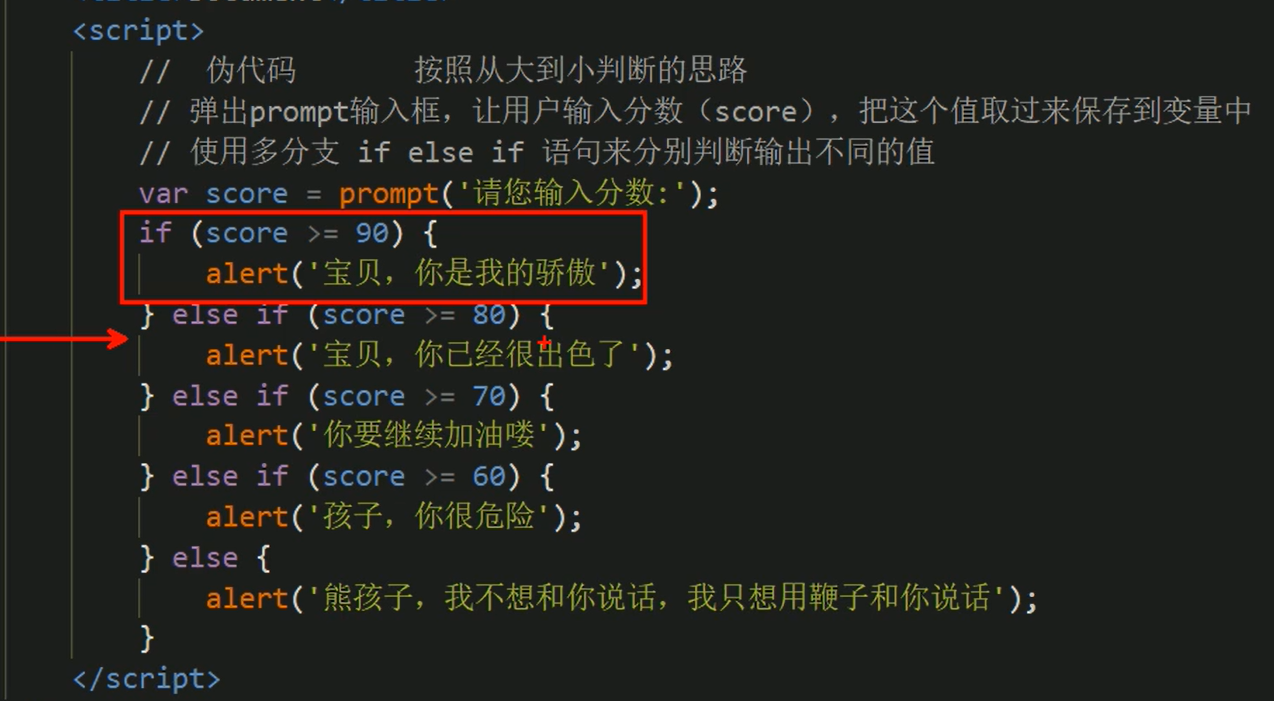 <script>
// 伪代码 按照从大到小判断的思路
// 弹出prompt输入框，让用户输入分数（score），把这个值取过来保存到变量中
// 使用多分支 if else if 语句来分别判断输出不同的值
var score = prompt('请您输入分数:');
if (score >= 90) {
alert('宝贝，你是我的骄傲');
} else if (score >= 80) {
alert('宝贝，你已经很出色了');
} else if (score >= 70) {
alert('你要继续加油喽');
} else if (score >= 60) {
alert('孩子，你很危险');
} else {
alert('熊孩子，我不想和你说话，我只想用鞭子和你说话');
}
</script>